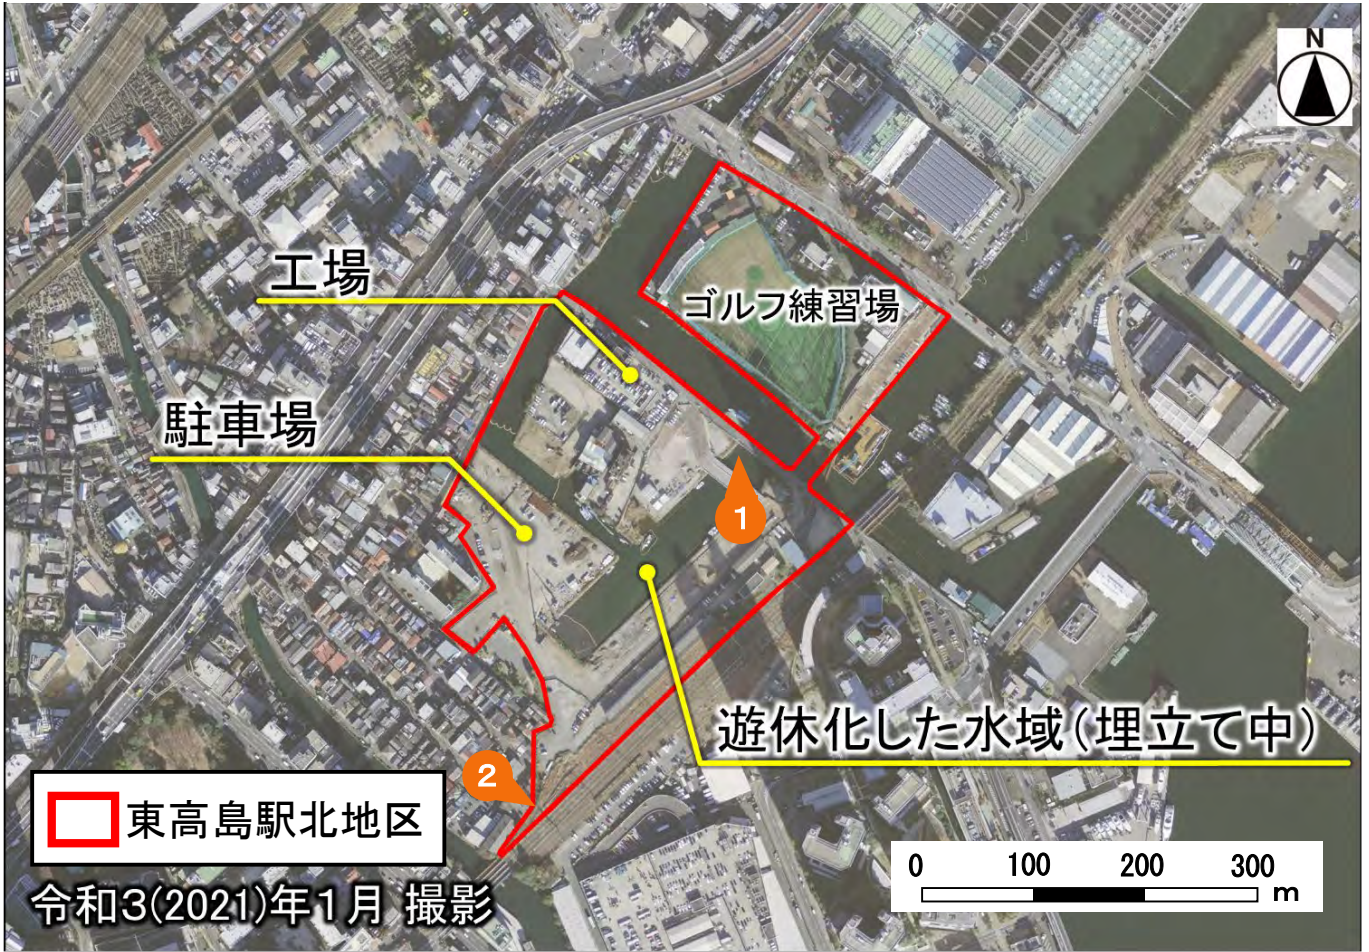 N
工場
ゴルフ練習場
駐車場
1
遊休化した水域(埋立て中)
2
東高島駅北地区
0 100 200 300 m
令和3(2021)年1月 撮影